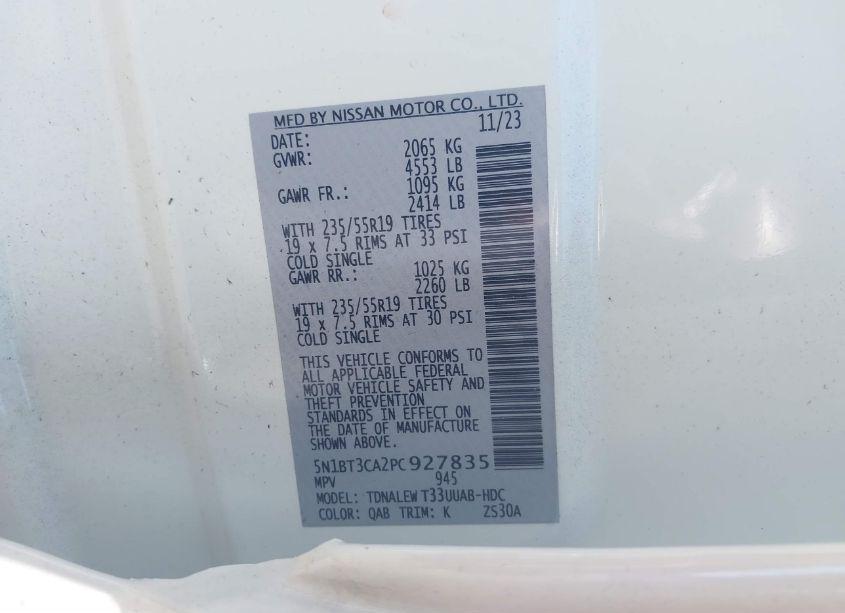 MFD BY NISSAN MOTOR CO., LTD.
DATE: 11/23
GVWR: 2065 KG
4553 LB
GAWR FR.: 1095 KG
2414 LB
WITH 235/55R19 TIRES
19 x 7.5 RIMS AT 33 PSI
COLD SINGLE
GAWR RR.: 1025 KG
2260 LB
WITH 235/55R19 TIRES
19 x 7.5 RIMS AT 30 PSI
COLD SINGLE
THIS VEHICLE CONFORMS TO
ALL APPLICABLE FEDERAL
MOTOR VEHICLE SAFETY AND
THEFT PREVENTION
STANDARDS IN EFFECT ON
THE DATE OF MANUFACTURE
SHOWN ABOVE.
5N1BT3CA2PC927835
MPV 945
MODEL: TDNALEW T33UUAB-HDC
COLOR: QAB TRIM: K ZS30A